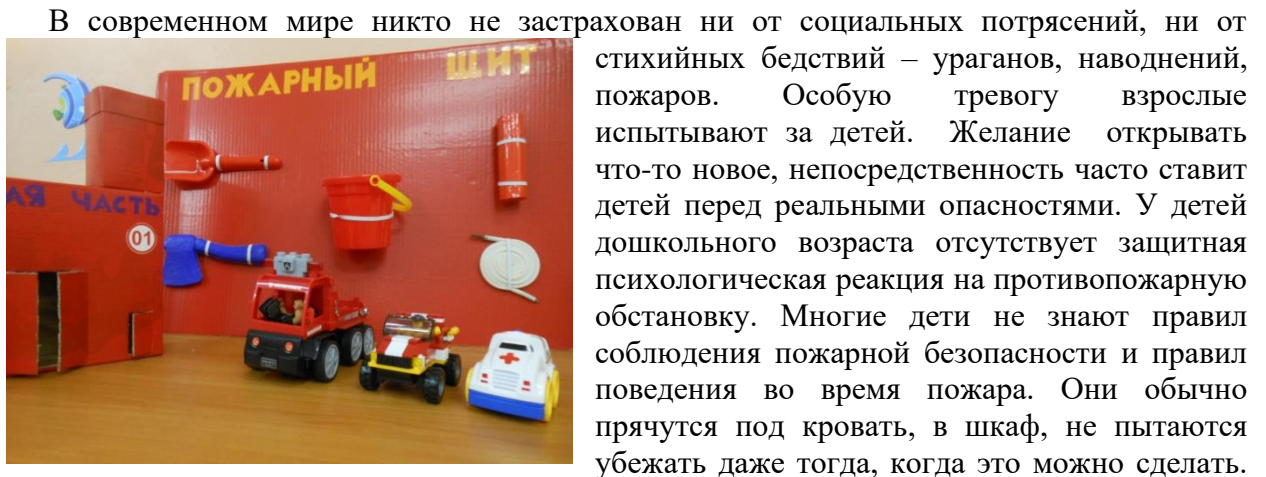 В современном мире никто не застрахован ни от социальных потрясений, ни от
стихийных бедствий – ураганов, наводнений,
пожаров. Особую тревогу взрослые
испытывают за детей. Желание открывать
что-то новое, непосредственность часто ставит
детей перед реальными опасностями. У детей
дошкольного возраста отсутствует защитная
психологическая реакция на противопожарную
обстановку. Многие дети не знают правил
соблюдения пожарной безопасности и правил
поведения во время пожара. Они обычно
прячутся под кровать, в шкаф, не пытаются
убежать даже тогда, когда это можно сделать.
ПОЖАРНЫЙ ЩИТ
АЯ ЧАСТЬ
01